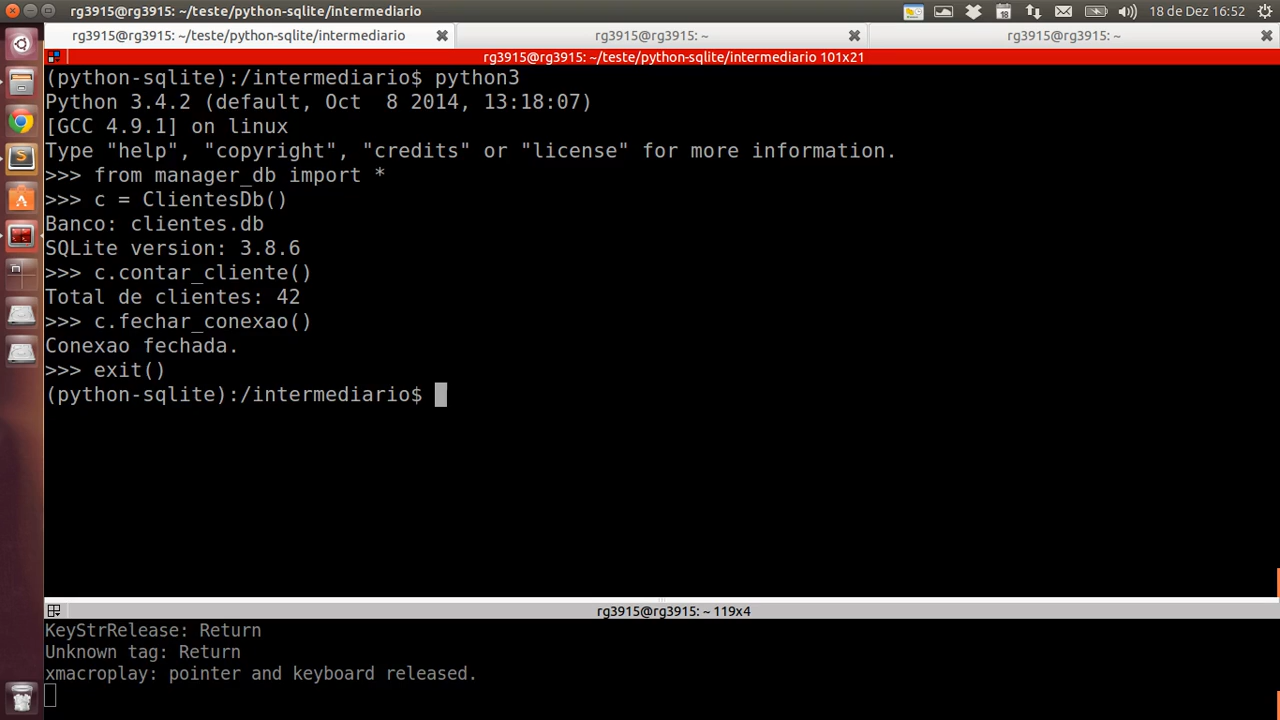 rg3915@rg3915: ~/teste/python-sqlite/intermediario
18 de Dez 16:52
rg3915@rg3915: ~/teste/python-sqlite/intermediario
rg3915@rg3915: ~
rg3915@rg3915: ~
rg3915@rg3915: ~/teste/python-sqlite/intermediario 101x21
(python-sqlite):/intermediario$ python3
Python 3.4.2 (default, Oct  8 2014, 13:18:07)
[GCC 4.9.1] on linux
Type "help", "copyright", "credits" or "license" for more information.
>>> from manager_db import *
>>> c = ClientesDb()
Banco: clientes.db
SQLite version: 3.8.6
>>> c.contar_cliente()
Total de clientes: 42
>>> c.fechar_conexao()
Conexao fechada.
>>> exit()
(python-sqlite):/intermediario$
rg3915@rg3915: ~ 119x4
KeyStrRelease: Return
Unknown tag: Return
xmacroplay: pointer and keyboard released.